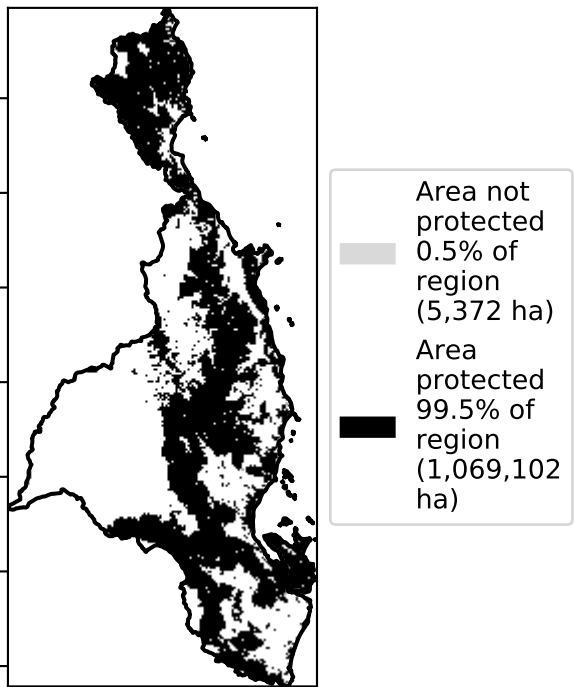 Area not
protected
0.5% of
region
(5,372 ha)
Area
protected
99.5% of
region
(1,069,102
ha)